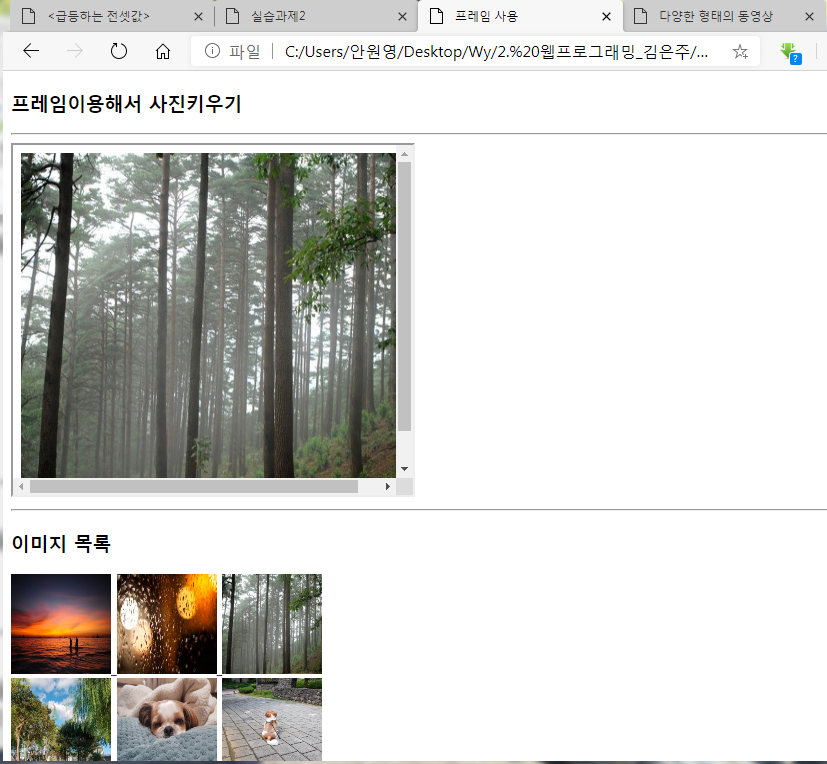 <급등하는 전셋값>
실습과제2
프레임 사용
다양한 형태의 동영상
파일
C:/Users/안원영/Desktop/Wy/2.%20웹프로그래밍_김은주/...
?
프레임이용해서 사진키우기
이미지 목록